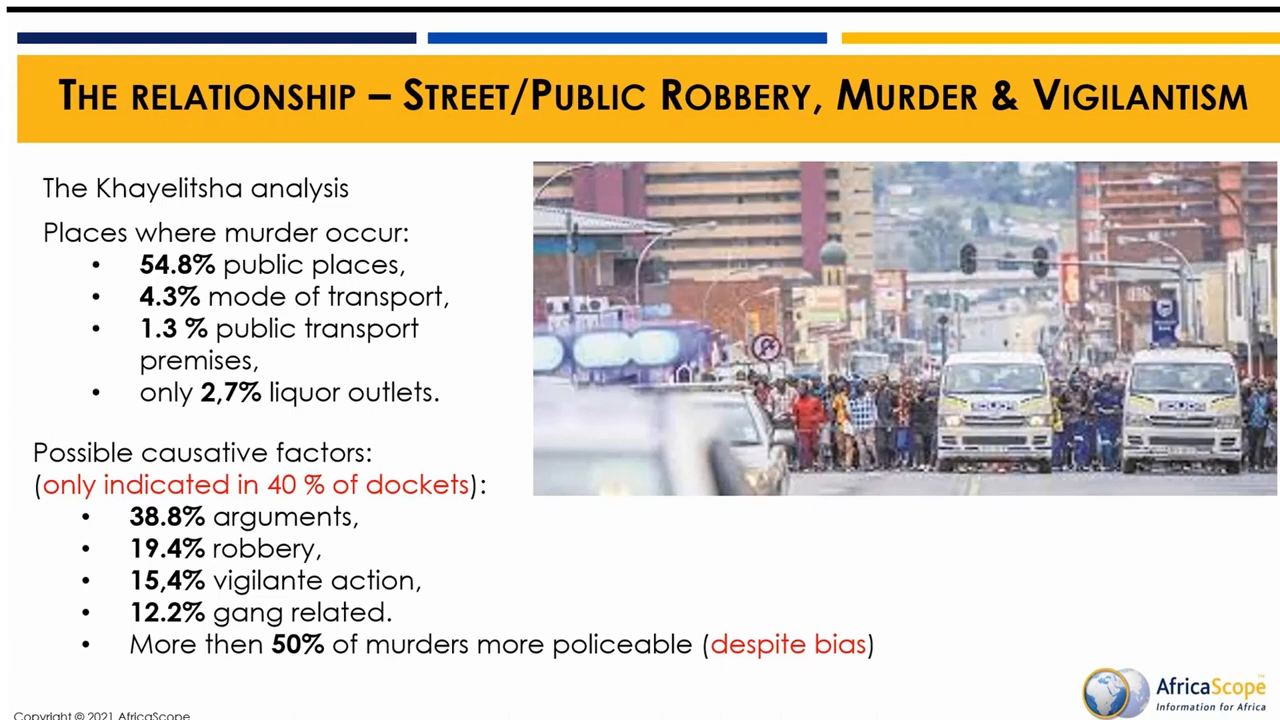 THE RELATIONSHIP – STREET/PUBLIC ROBBERY, MURDER & VIGILANTISM
The Khayelitsha analysis
Places where murder occur:
• 54.8% public places,
• 4.3% mode of transport,
• 1.3 % public transport
premises,
• only 2,7% liquor outlets.
Possible causative factors:
(only indicated in 40 % of dockets):
• 38.8% arguments,
• 19.4% robbery,
• 15,4% vigilante action,
• 12.2% gang related.
• More then 50% of murders more policeable (despite bias)
AfricaScope
Information for Africa
Copyright © 2021 AfricaScope